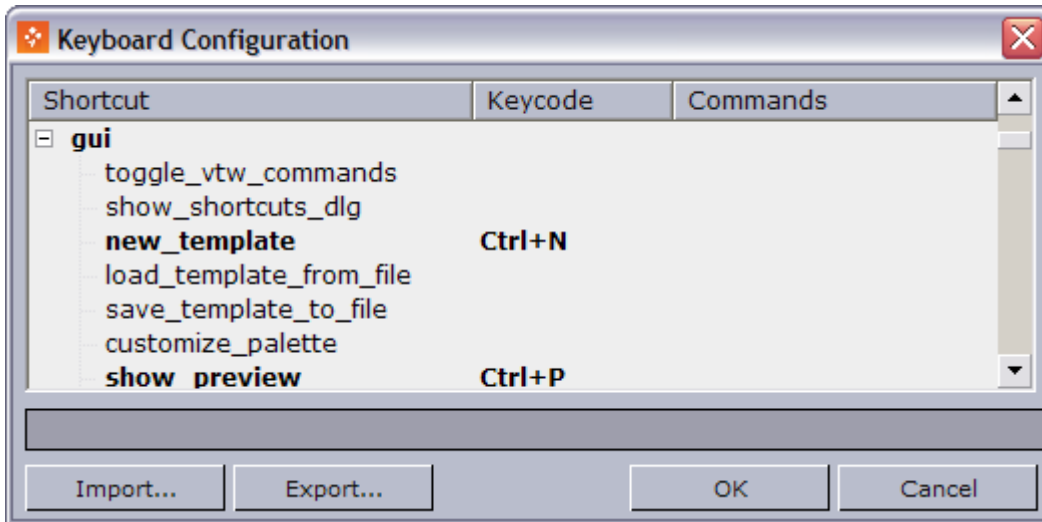 Keyboard Configuration
Shortcut Keycode Commands
gui
toggle_vtw_commands
show_shortcuts_dlg
new_template Ctrl+N
load_template_from_file
save_template_to_file
customize_palette
show_preview Ctrl+P
Import... Export... OK Cancel